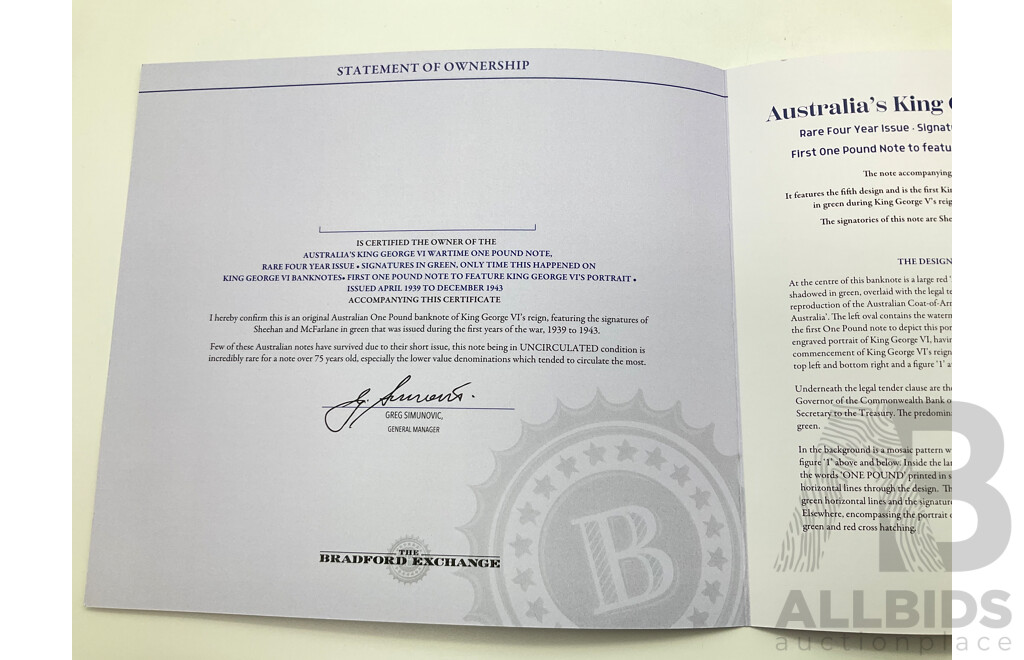 STATEMENT OF OWNERSHIP
IS CERTIFIED THE OWNER OF THE
AUSTRALIA'S KING GEORGE VI WARTIME ONE POUND NOTE,
RARE FOUR YEAR ISSUE • SIGNATURES IN GREEN, ONLY TIME THIS HAPPENED ON
KING GEORGE VI BANKNOTES• FIRST ONE POUND NOTE TO FEATURE KING GEORGE VI'S PORTRAIT •
ISSUED APRIL 1939 TO DECEMBER 1943
ACCOMPANYING THIS CERTIFICATE
I hereby confirm this is an original Australian One Pound banknote of King George VI's reign, featuring the signatures of
Sheehan and McFarlane in green that was issued during the first years of the war, 1939 to 1943.
Few of these Australian notes have survived due to their short issue, this note being in UNCIRCULATED condition is
incredibly rare for a note over 75 years old, especially the lower value denominations which tended to circulate the most.
G. Simunovic.
GREG SIMUNOVIC,
GENERAL MANAGER
B
THE
BRADFORD EXCHANGE
Australia's King
Rare Four Year Issue · Signat
First One Pound Note to featu
The note accompanying
It features the fifth design and is the first Kin
in green during King George V's reig
The signatories of this note are She
THE DESIGN
At the centre of this banknote is a large red
shadowed in green, overlaid with the legal te
reproduction of the Australian Coat-of-Arm
Australia'. The left oval contains the waterm
the first One Pound note to depict this por
engraved portrait of King George VI, havin
commencement of King George VI's reign
top left and bottom right and a figure '1' a
Underneath the legal tender clause are the
Governor of the Commonwealth Bank o
Secretary to the Treasury. The predomin
green.
In the background is a mosaic pattern w
figure '1' above and below. Inside the lar
the words 'ONE POUND' printed in s
horizontal lines through the design. Th
green horizontal lines and the signature
Elsewhere, encompassing the portrait o
green and red cross hatching.
AB
ALLBIDS
auctionplace